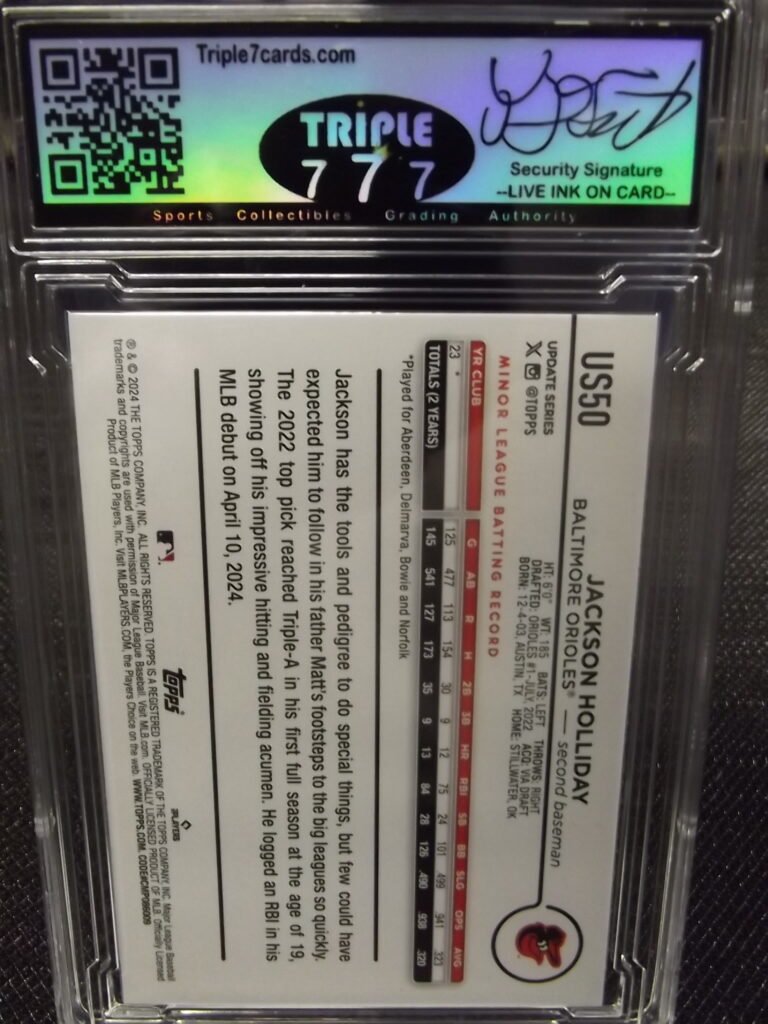 Triple7cards.com
TRIPLE
7 7 7
Security Signature
--LIVE INK ON CARD--
Sports Collectibles Grading Authority
US50
JACKSON HOLLIDAY
BALTIMORE ORIOLES® — second baseman
UPDATE SERIES
X @TOPPS
HT: 6'0" WT: 185 BATS: LEFT THROWS: RIGHT
DRAFTED: ORIOLES #1-JULY, 2022 ACQ: VIA DRAFT
BORN: 12-4-03, AUSTIN, TX HOME: STILLWATER, OK
MINOR LEAGUE BATTING RECORD
YR CLUB G AB R H 2B 3B HR RBI SB BB SLG OPS AVG
23 * 125 477 113 154 30 9 12 75 24 101 .499 .941 .323
TOTALS (2 YEARS) 145 541 127 173 35 9 13 84 28 126 .490 .938 .320
*Played for Aberdeen, Delmarva, Bowie and Norfolk
Jackson has the tools and pedigree to do special things, but few could have
expected him to follow in his father Matt's footsteps to the big leagues so quickly.
The 2022 top pick reached Triple-A in his first full season at the age of 19,
showing off his impressive hitting and fielding acumen. He logged an RBI in his
MLB debut on April 10, 2024.
topps®
PLAYERS
® & © 2024 THE TOPPS COMPANY, INC. ALL RIGHTS RESERVED. TOPPS IS A REGISTERED TRADEMARK OF THE TOPPS COMPANY, INC. Major League Baseball
trademarks and copyrights are used with permission of Major League Baseball. Visit MLB.com. OFFICIALLY LICENSED PRODUCT OF MLB Players, Inc. Officially Licensed
Product of MLB Players, Inc. Visit MLBPLAYERS.COM, the Players Choice on the web. WWW.TOPPS.COM. CODE#CMP086009